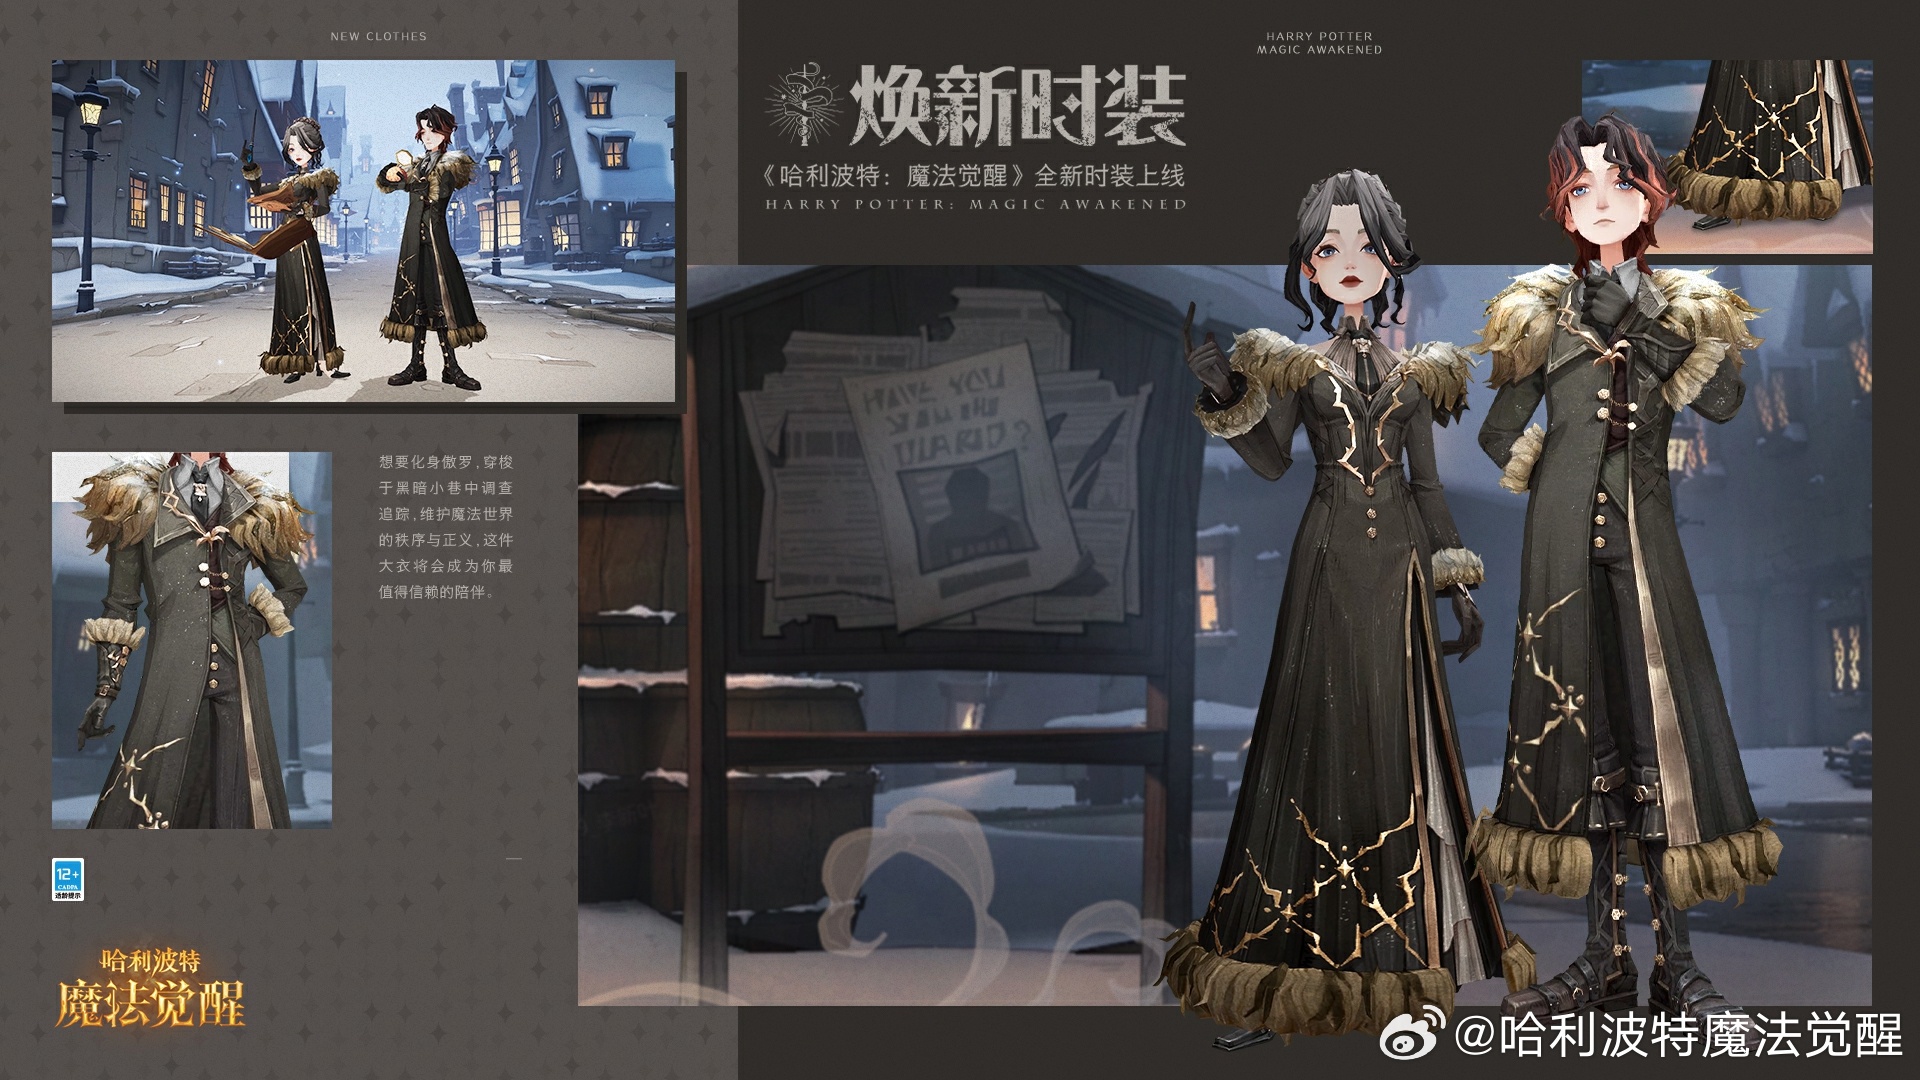 NEW CLOTHES
HARRY POTTER
MAGIC AWAKENED
焕新时装
《哈利波特：魔法觉醒》全新时装上线
HARRY POTTER: MAGIC AWAKENED
HAVE YOU
SEEN THIS
WIZARD?
想要化身傲罗,穿梭
于黑暗小巷中调查
追踪,维护魔法世界
的秩序与正义,这件
大衣将会成为你最
值得信赖的陪伴。
12+
CADPA
适龄提示
哈利波特
魔法觉醒
@哈利波特魔法觉醒